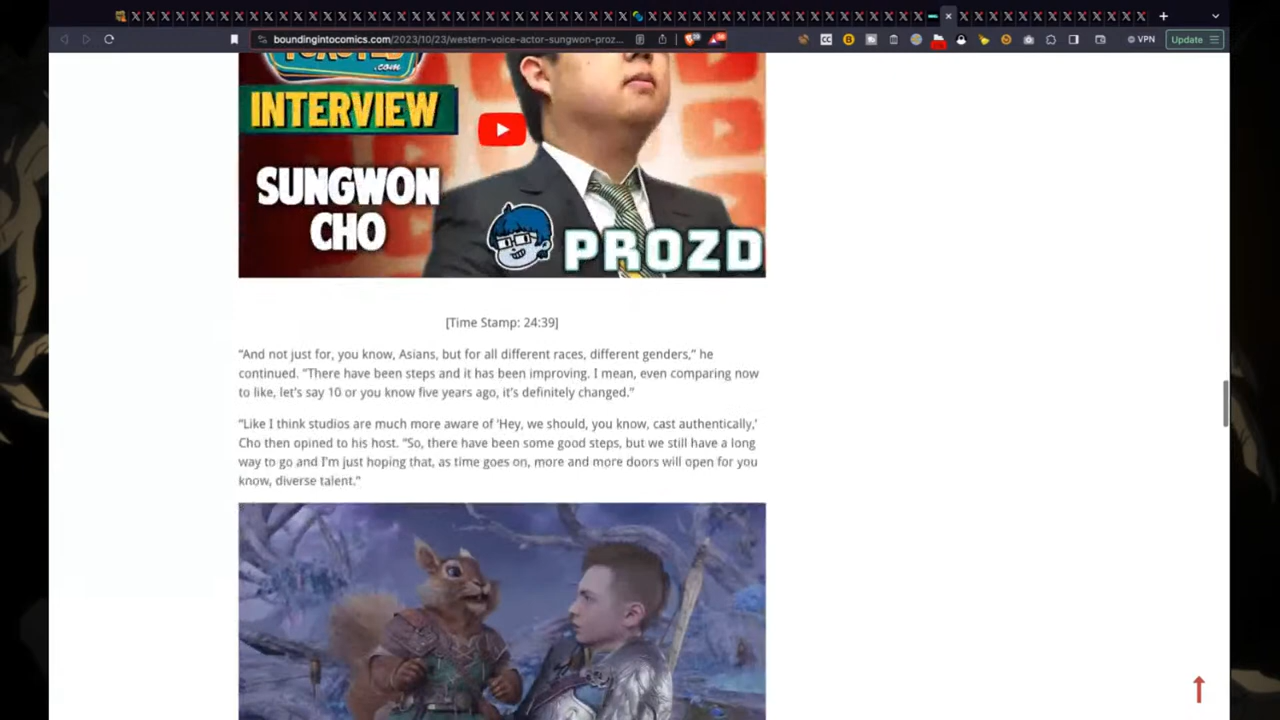 boundingintocomics.com/2023/10/23/western-voice-actor-sungwon-proz...
VPN
Update
.com
INTERVIEW
SUNGWON
CHO
PROZD
[Time Stamp: 24:39]
“And not just for, you know, Asians, but for all different races, different genders,” he
continued. “There have been steps and it has been improving. I mean, even comparing now
to like, let’s say 10 or you know five years ago, it’s definitely changed.”
“Like I think studios are much more aware of ‘Hey, we should, you know, cast authentically,’
Cho then opined to his host. “So, there have been some good steps, but we still have a long
way to go and I’m just hoping that, as time goes on, more and more doors will open for you
know, diverse talent.”